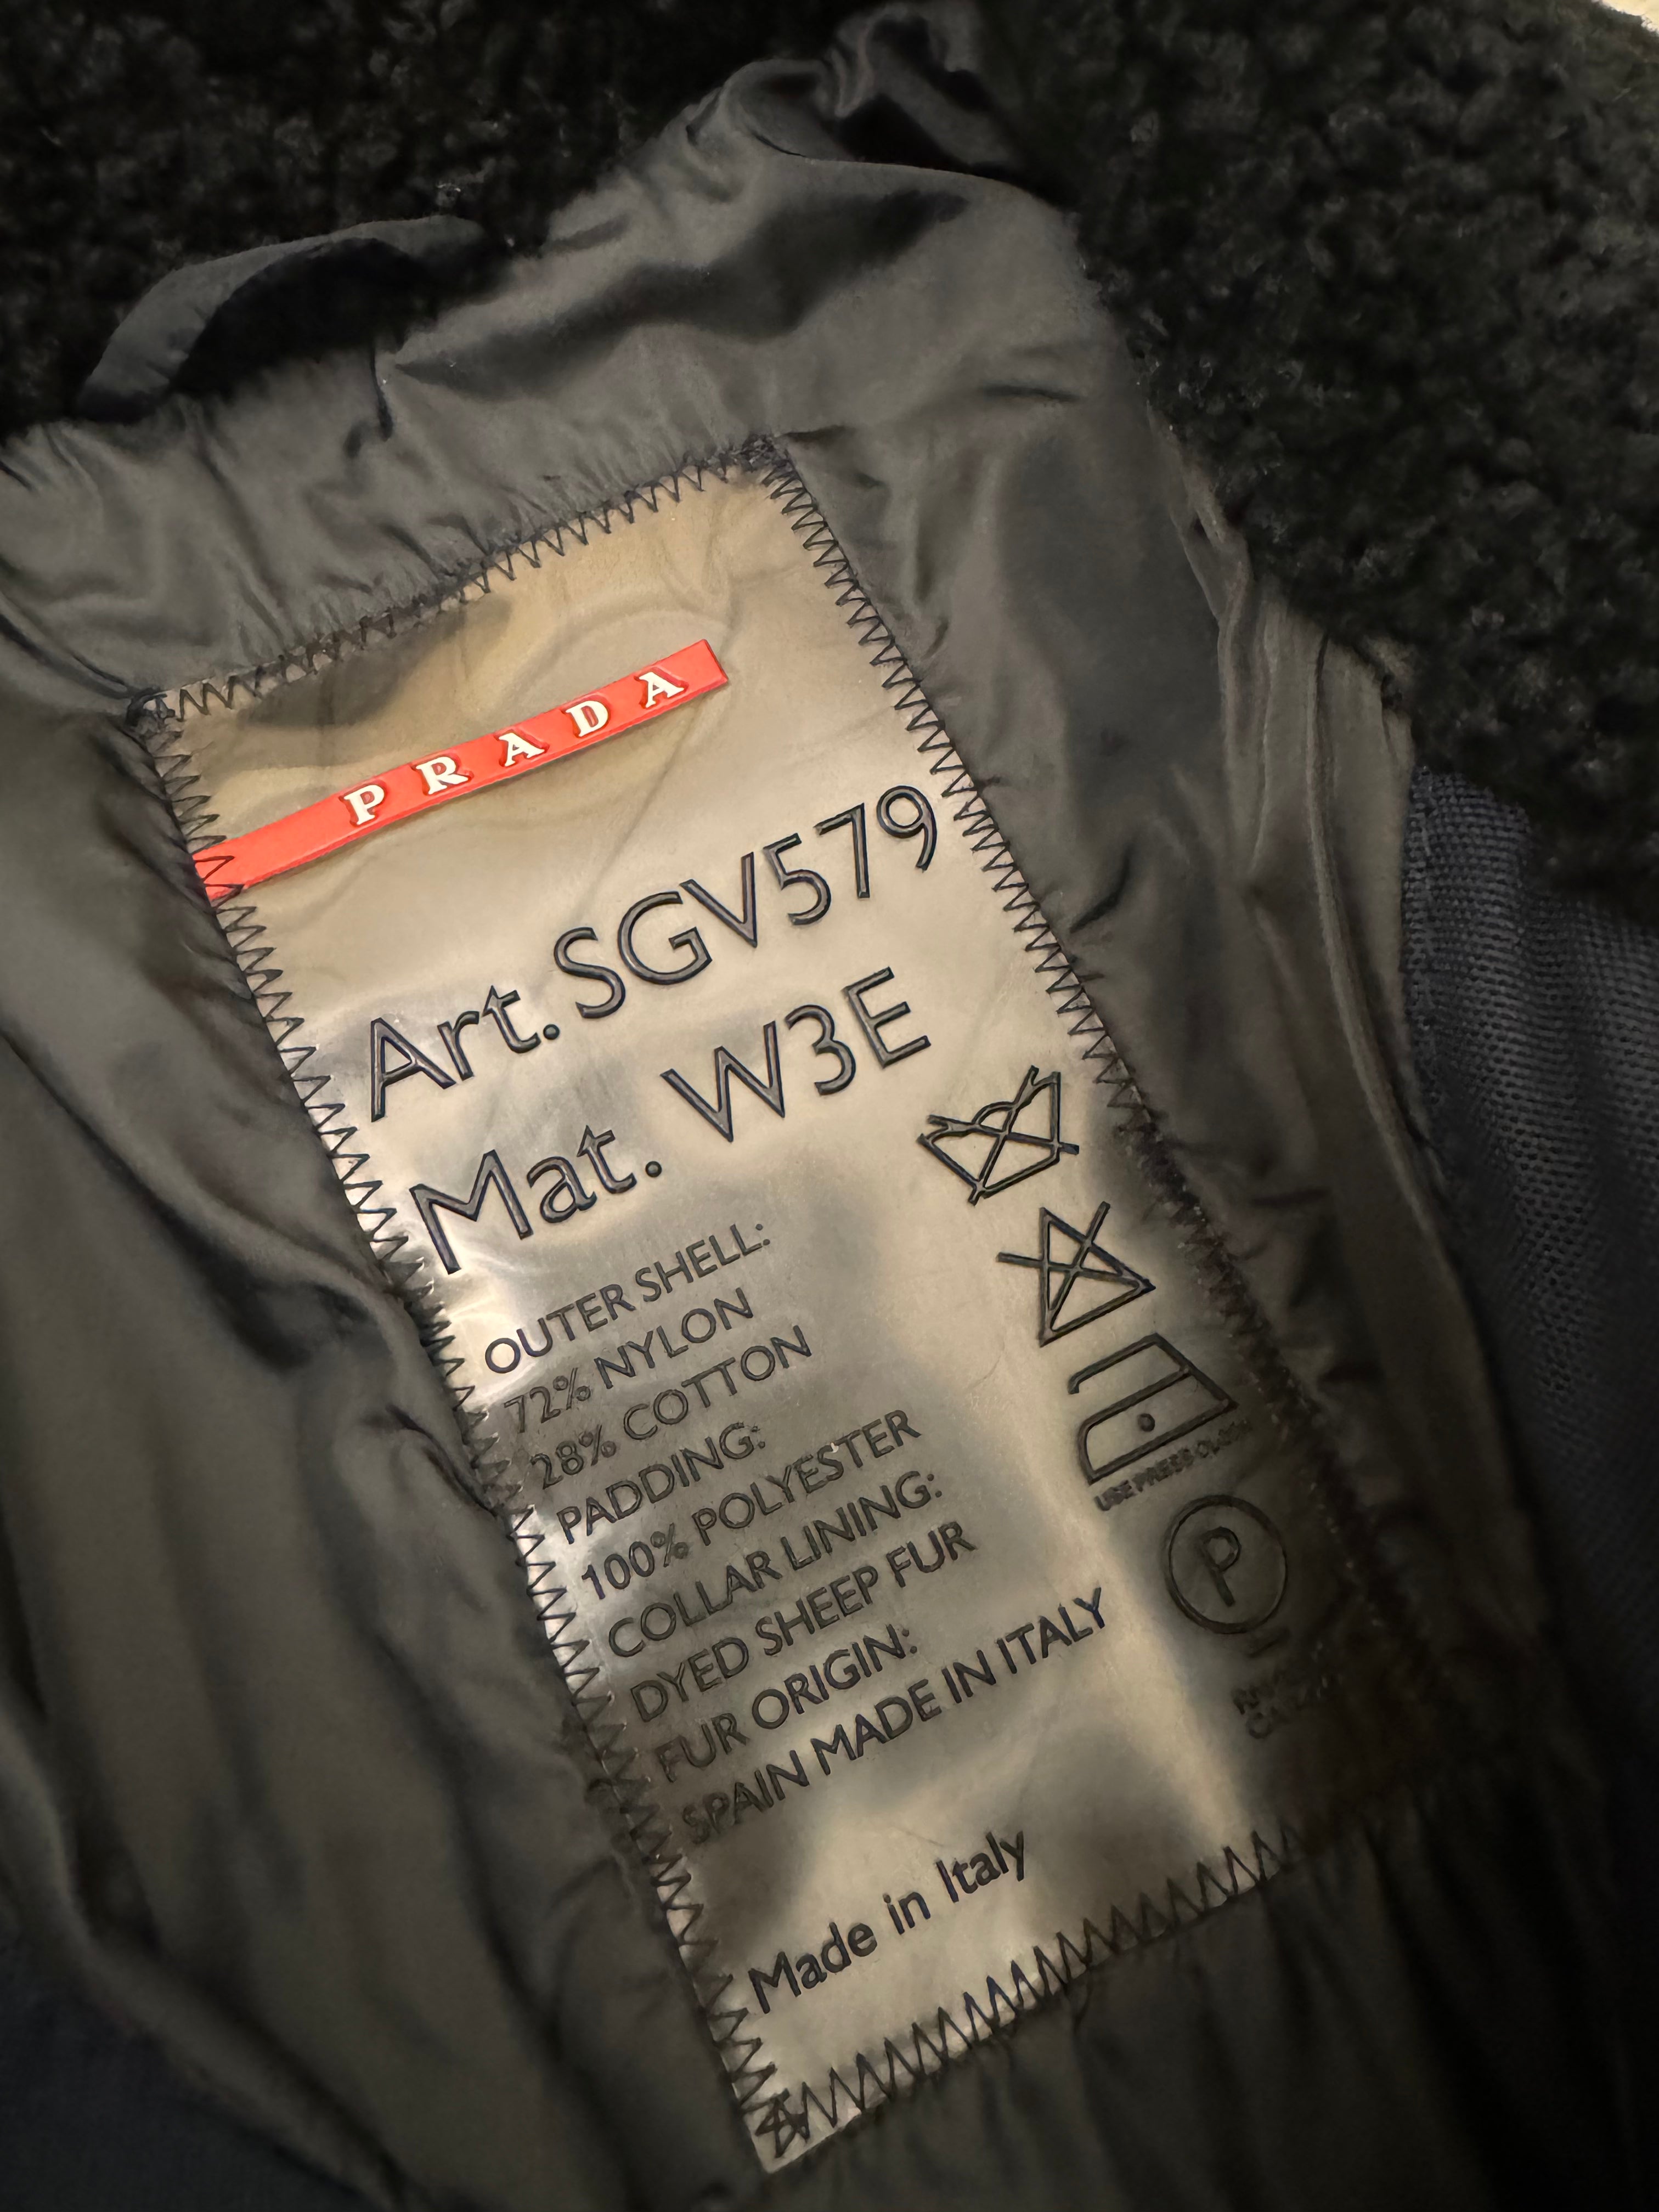 PRADA
Art. SGV579
Mat. W3E
OUTER SHELL:
72% NYLON
28% COTTON
PADDING:
100% POLYESTER
COLLAR LINING:
DYED SHEEP FUR
FUR ORIGIN:
SPAIN MADE IN ITALY
USE PRESS CLOTH
P
Made in Italy